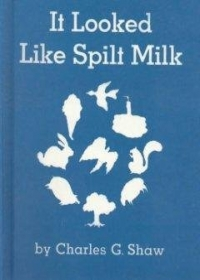 It Looked
Like Spilt Milk
by Charles G. Shaw